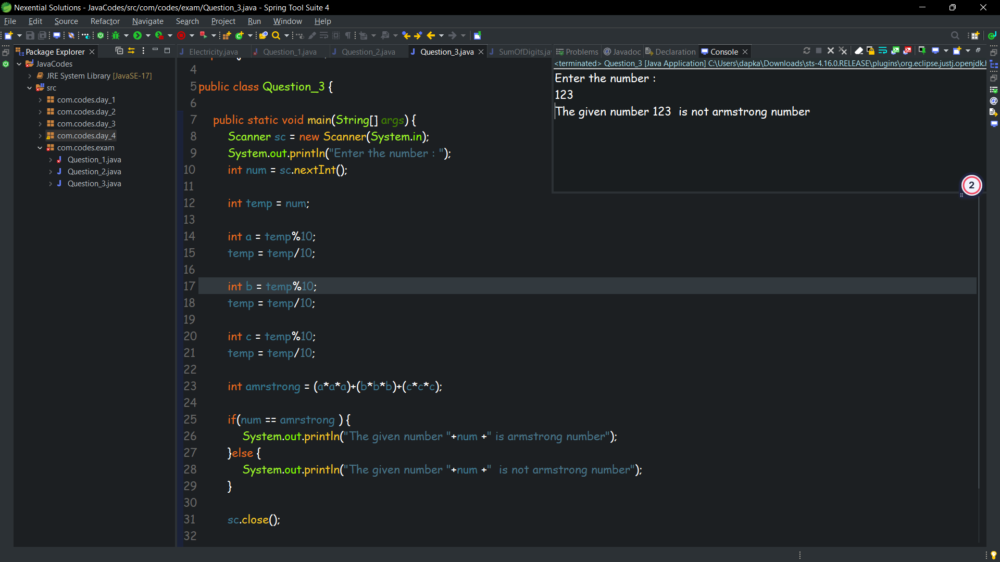 Nexential Solutions - JavaCodes/src/com/codes/exam/Question_3.java - Spring Tool Suite 4
File Edit Source Refactor Navigate Search Project Run Window Help
Package Explorer
JavaCodes
JRE System Library [JavaSE-17]
src
com.codes.day_1
com.codes.day_2
com.codes.day_3
com.codes.day_4
com.codes.exam
Question_1.java
Question_2.java
Question_3.java
Electricity.java Question_1.java Question_2.java Question_3.java SumOfDigits.ja
4
5 public class Question_3 {
6
7 public static void main(String[] args) {
8 Scanner sc = new Scanner(System.in);
9 System.out.println("Enter the number : ");
10 int num = sc.nextInt();
11
12 int temp = num;
13
14 int a = temp%10;
15 temp = temp/10;
16
17 int b = temp%10;
18 temp = temp/10;
19
20 int c = temp%10;
21 temp = temp/10;
22
23 int amrstrong = (a*a*a)+(b*b*b)+(c*c*c);
24
25 if(num == amrstrong ) {
26 System.out.println("The given number "+num +" is armstrong number");
27 }else {
28 System.out.println("The given number "+num +"  is not armstrong number");
29 }
30
31 sc.close();
32
Problems Javadoc Declaration Console
<terminated> Question_3 [Java Application] C:\Users\dapka\Downloads\sts-4.16.0.RELEASE\plugins\org.eclipse.justj.openjdk.
Enter the number :
123
The given number 123  is not armstrong number
2